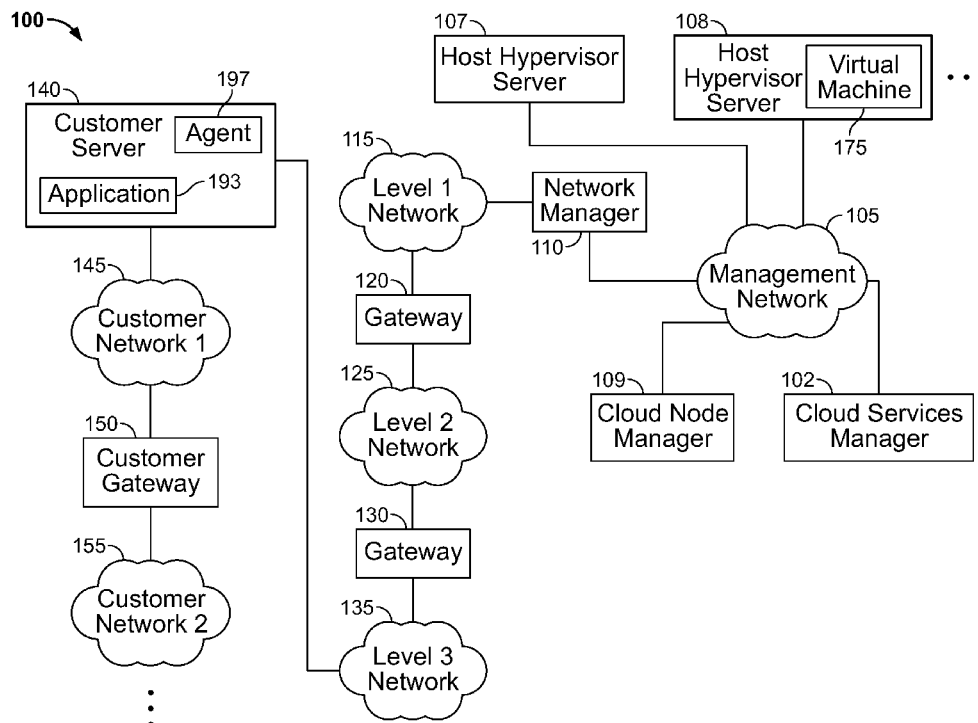 100
107
Host Hypervisor
Server
108
Host
Hypervisor
Server
Virtual
Machine
175
140
Customer
Server
197
Agent
Application
193
115
Level 1
Network
Network
Manager
110
105
Management
Network
145
Customer
Network 1
120
Gateway
125
Level 2
Network
109
Cloud Node
Manager
102
Cloud Services
Manager
150
Customer
Gateway
130
Gateway
155
Customer
Network 2
135
Level 3
Network